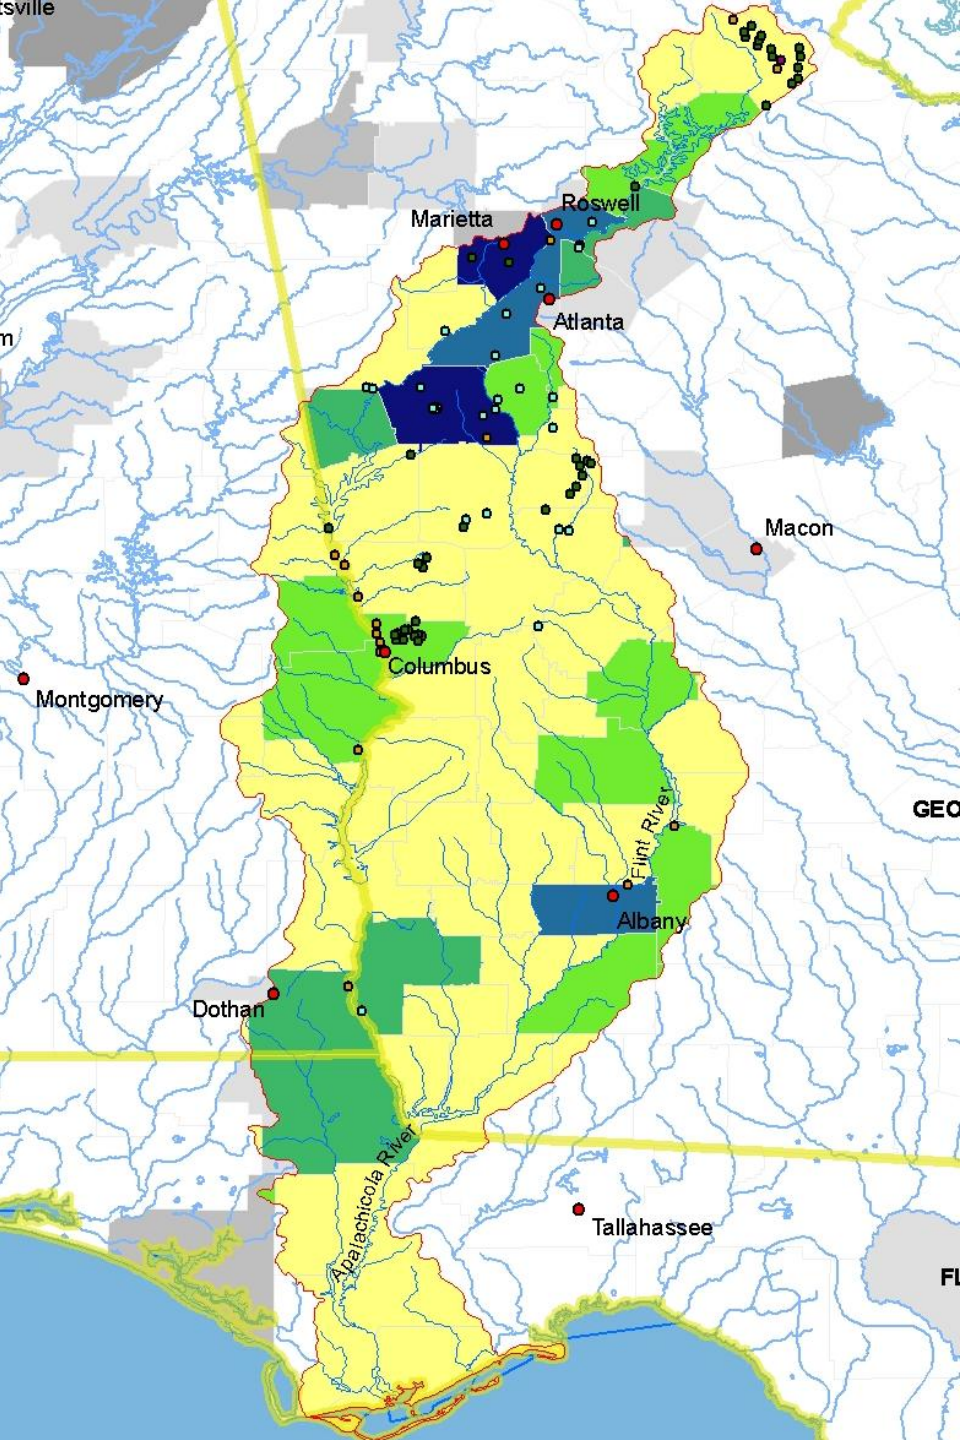 tsville
Roswell
Marietta
Atlanta
m
Macon
Columbus
Montgomery
GEO
Flint River
Albany
Dothan
Apalachicola River
Tallahassee
FL